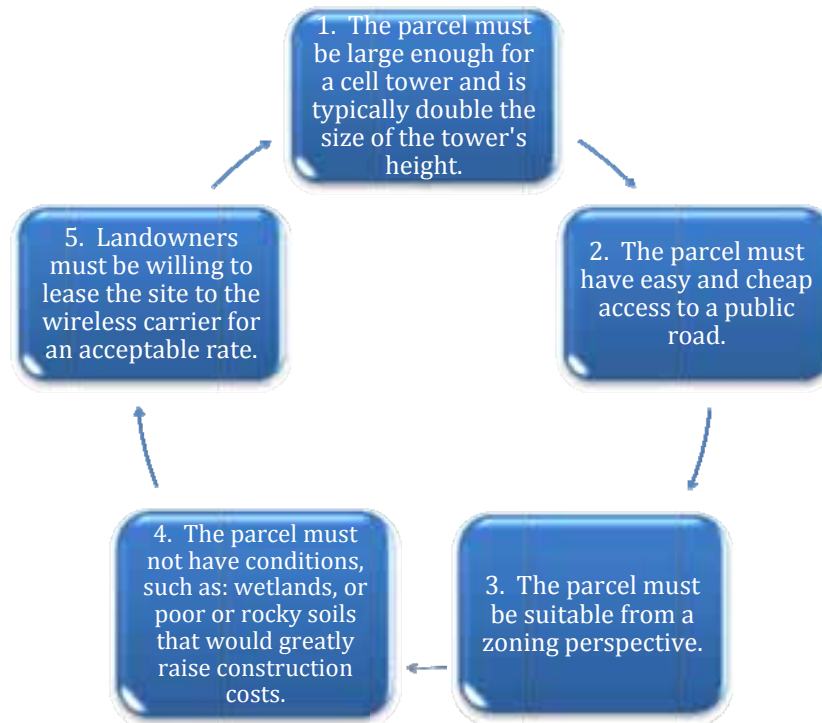 1. The parcel must
be large enough for
a cell tower and is
typically double the
size of the tower's
height.
2. The parcel must
have easy and cheap
access to a public
road.
3. The parcel must
be suitable from a
zoning perspective.
4. The parcel must
not have conditions,
such as: wetlands, or
poor or rocky soils
that would greatly
raise construction
costs.
5. Landowners
must be willing to
lease the site to the
wireless carrier for
an acceptable rate.